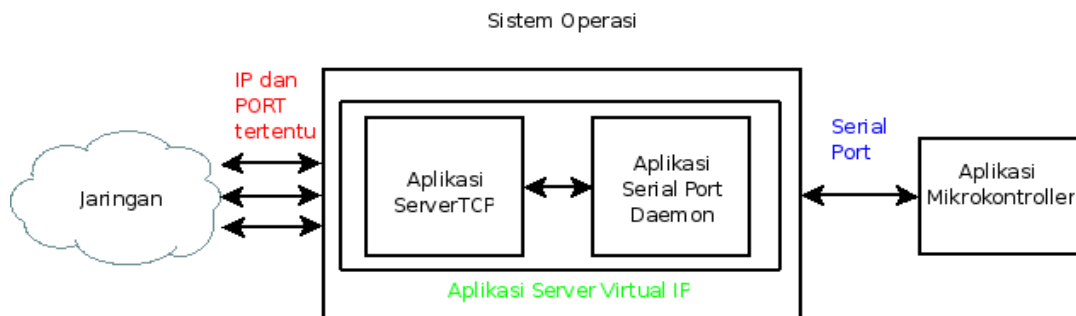 Sistem Operasi
IP dan
PORT
tertentu
Jaringan
Aplikasi
ServerTCP
Aplikasi
Serial Port
Daemon
Aplikasi Server Virtual IP
Serial
Port
Aplikasi
Mikrokontroller